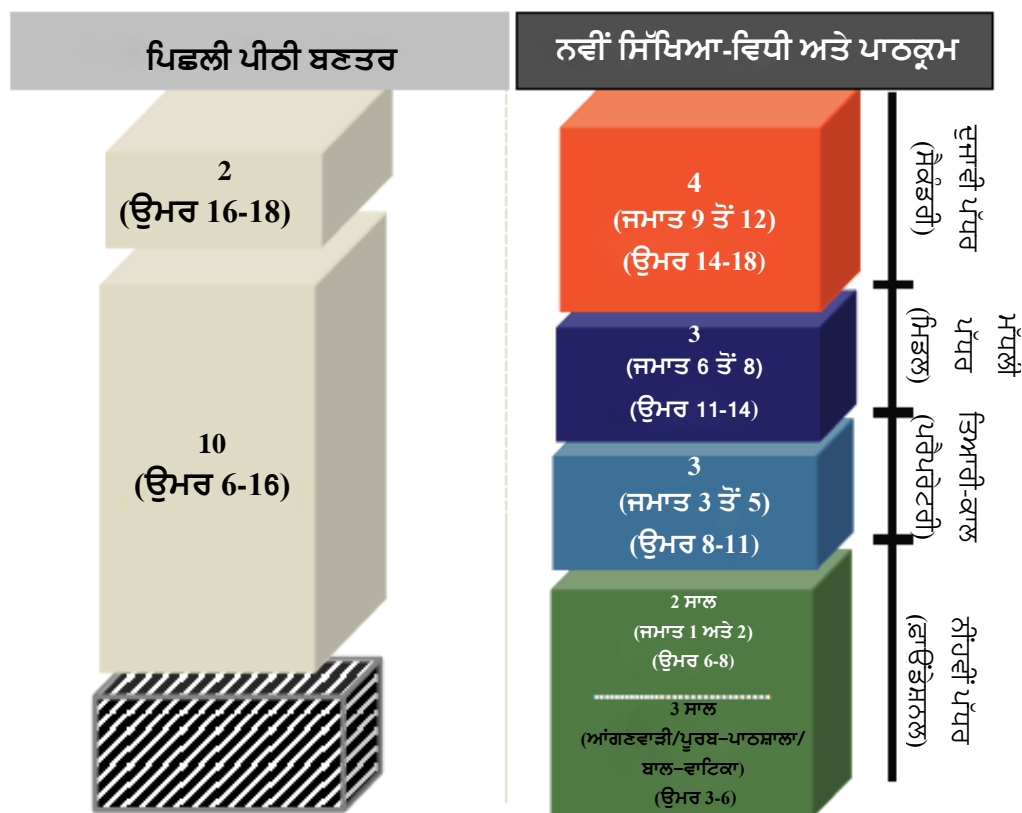 ਪਿਛਲੀ ਪੀਠੀ ਬਣਤਰ
2
(ਉਮਰ 16-18)
10
(ਉਮਰ 6-16)
ਨਵੀਂ ਸਿੱਖਿਆ-ਵਿਧੀ ਅਤੇ ਪਾਠਕ੍ਰਮ
4
(ਜਮਾਤ 9 ਤੋਂ 12)
(ਉਮਰ 14-18)
3
(ਜਮਾਤ 6 ਤੋਂ 8)
(ਉਮਰ 11-14)
3
(ਜਮਾਤ 3 ਤੋਂ 5)
(ਉਮਰ 8-11)
2 ਸਾਲ
(ਜਮਾਤ 1 ਅਤੇ 2)
(ਉਮਰ 6-8)
3 ਸਾਲ
(ਆਂਗਣਵਾੜੀ/ਪੂਰਬ-ਪਾਠਸ਼ਾਲਾ/
ਬਾਲ-ਵਾਟਿਕਾ)
(ਉਮਰ 3-6)
ਦੂਜਾਰੀ ਪੱਧਰ
(ਸੈਕੰਡਰੀ)
ਮੱਧਲੀ
ਪੱਧਰ
(ਮਿਡਲ)
ਤਿਆਰੀ-ਕਾਲ
(ਪਰੈਪਰੇਟਰੀ)
ਨੀਂਹਵੀਂ ਪੱਧਰ
(ਫ਼ਾਉਂਡੇਸ਼ਨਲ)